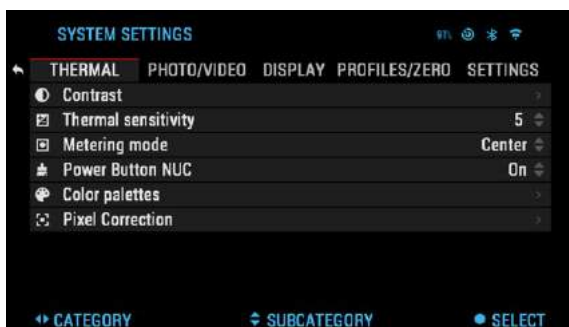 SYSTEM SETTINGS 97%
THERMAL PHOTO/VIDEO DISPLAY PROFILES/ZERO SETTINGS
Contrast
Thermal sensitivity 5
Metering mode Center
Power Button NUC On
Color palettes
Pixel Correction
CATEGORY SUBCATEGORY SELECT